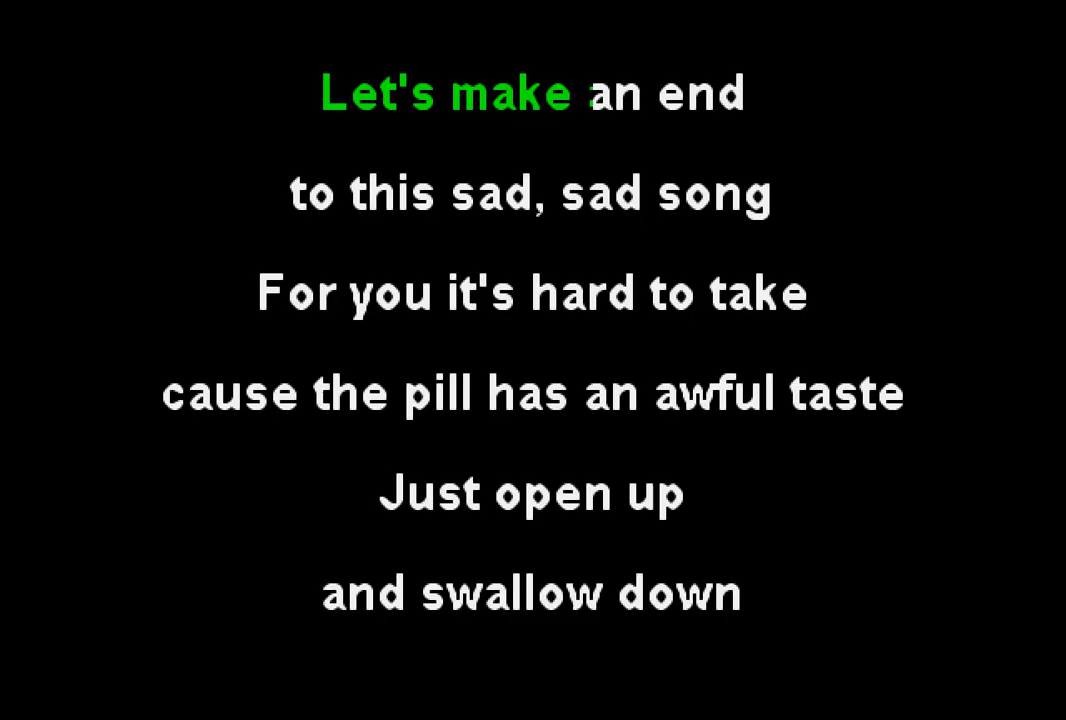 Let's make an end
to this sad, sad song
For you it's hard to take
cause the pill has an awful taste
Just open up
and swallow down